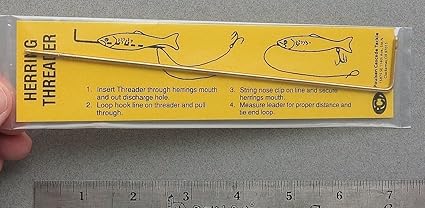 HERRING
THREADER
1. Insert Threader through herrings mouth
and out discharge hole.
2. Loop hook line on threader and pull
through.
3. String nose clip on line and secure
herrings mouth.
4. Measure leader for proper distance and
tie end loop.
1
2
3
4
5
6
7